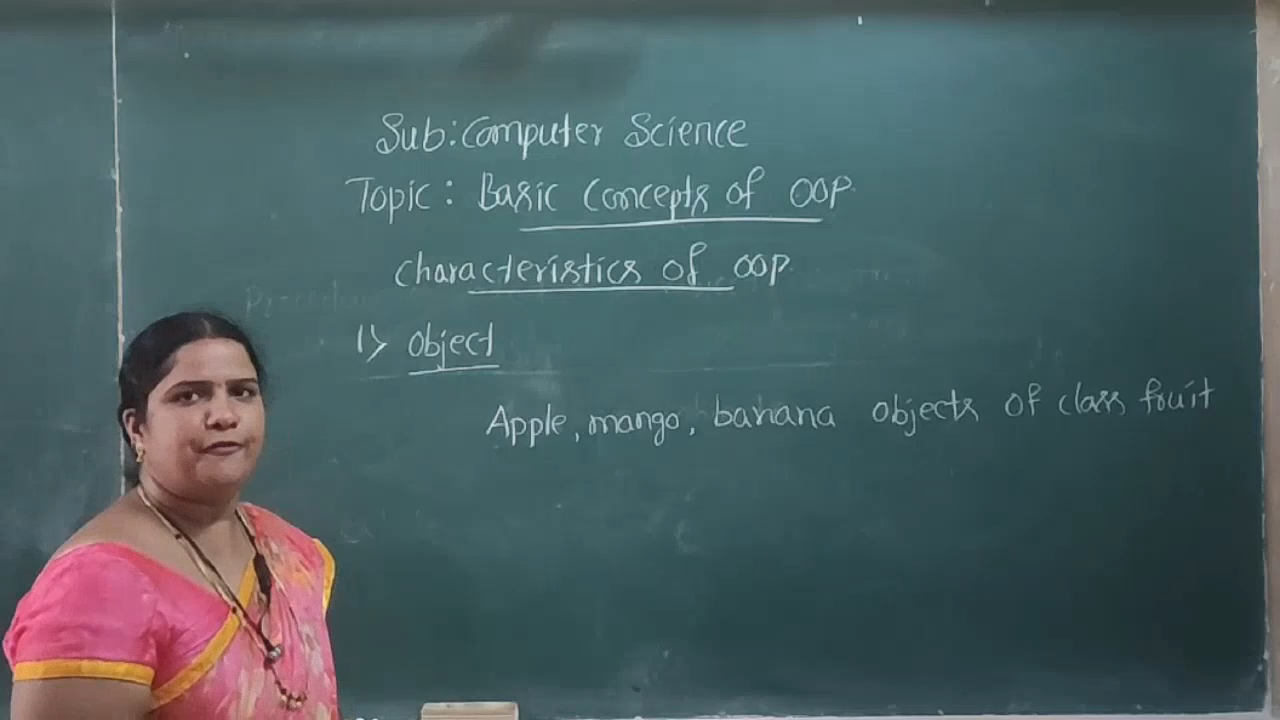 Sub: Computer Science
Topic: Basic Concepts of OOP
characteristics of OOP.
1> object
Apple, mango, banana objects of class fruit